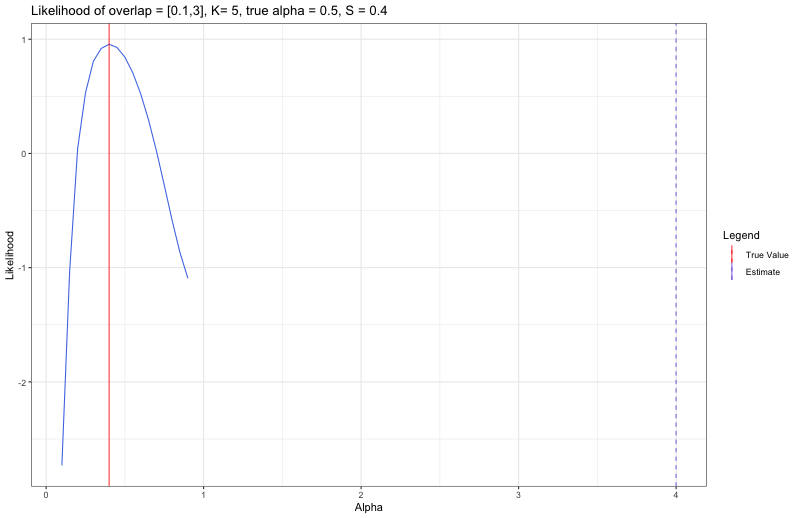 Likelihood of overlap = [0.1,3], K= 5, true alpha = 0.5, S = 0.4
1
0
-1
-2
Likelihood
0
1
2
3
4
Alpha
Legend
True Value
Estimate